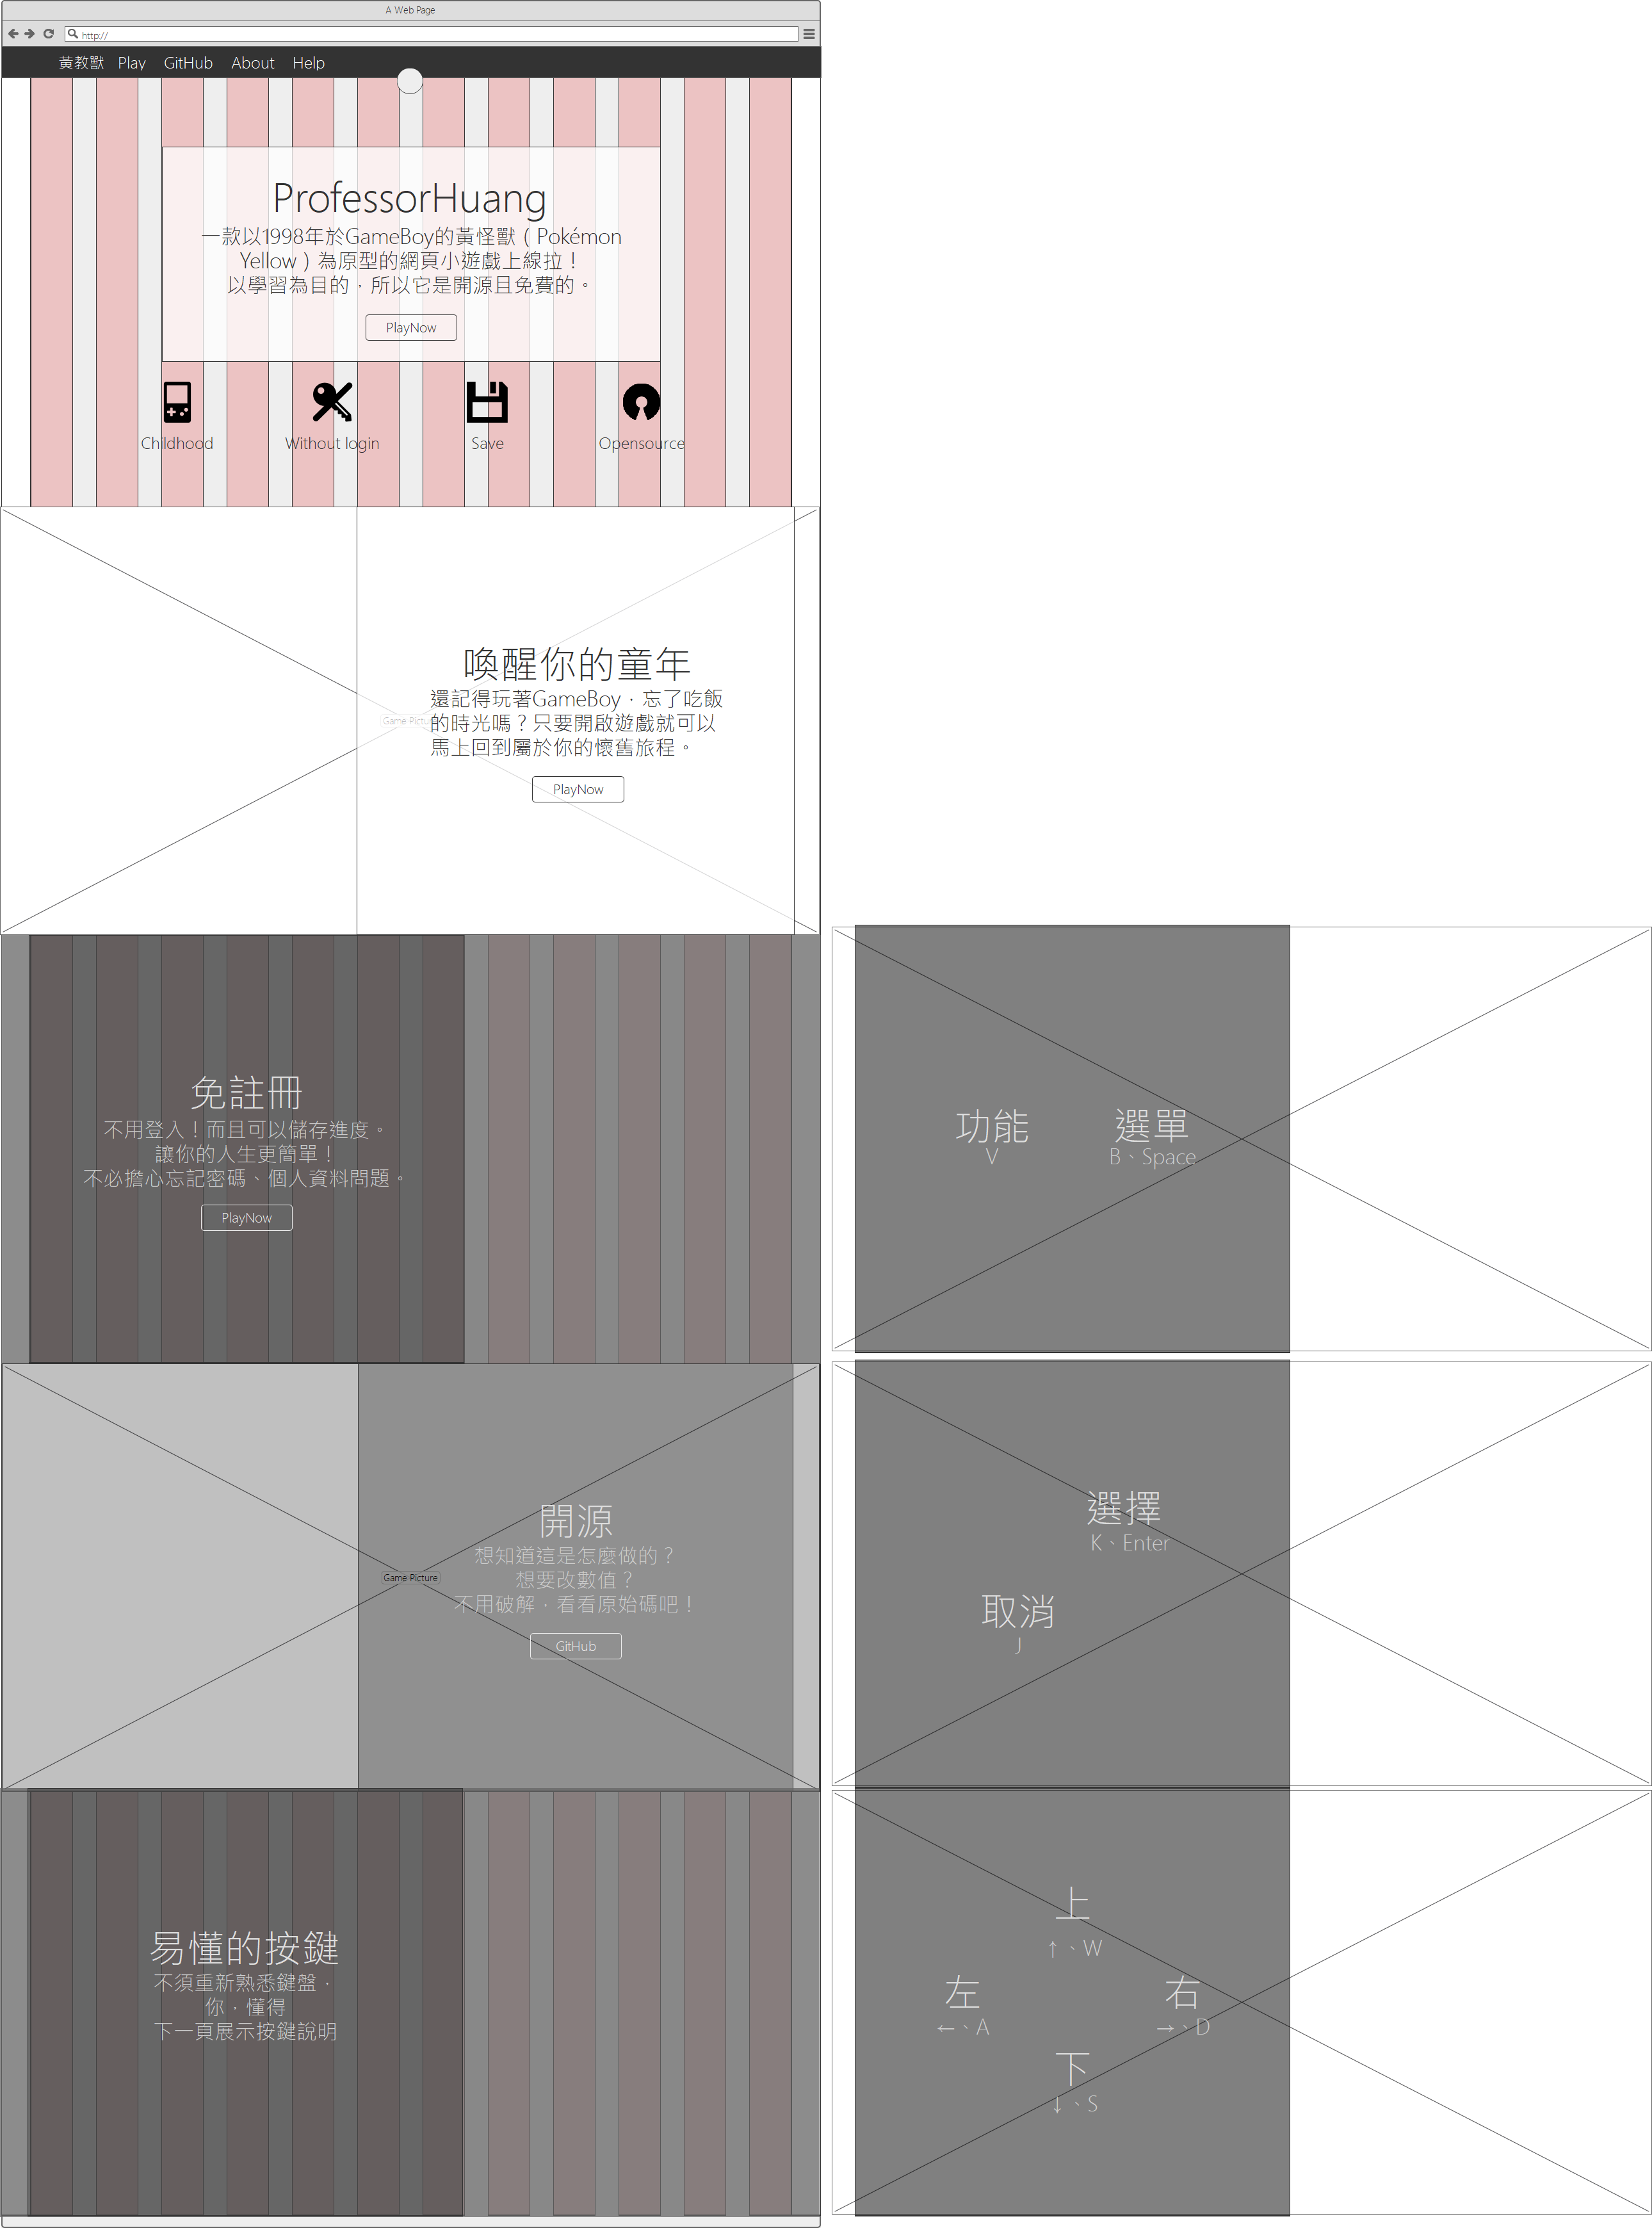 A Web Page
http://
黃教獸 Play GitHub About Help
ProfessorHuang
一款以1998年於GameBoy的黃怪獸（Pokémon
Yellow）為原型的網頁小遊戲上線拉！
以學習為目的，所以它是開源且免費的。
PlayNow
Childhood Without login Save Opensource
喚醒你的童年
還記得玩著GameBoy，忘了吃飯
的時光嗎？只要開啟遊戲就可以
馬上回到屬於你的懷舊旅程。
Game Picture
PlayNow
免註冊
不用登入！而且可以儲存進度。
讓你的人生更簡單！
不必擔心忘記密碼、個人資料問題。
PlayNow
功能 選單
V B、Space
開源
想知道這是怎麼做的？
想要改數值？
不用破解，看看原始碼吧！
Game Picture
GitHub
選擇
K、Enter
取消
J
易懂的按鍵
不須重新熟悉鍵盤，
你，懂得
下一頁展示按鍵說明
上
↑、W
左 右
←、A →、D
下
↓、S